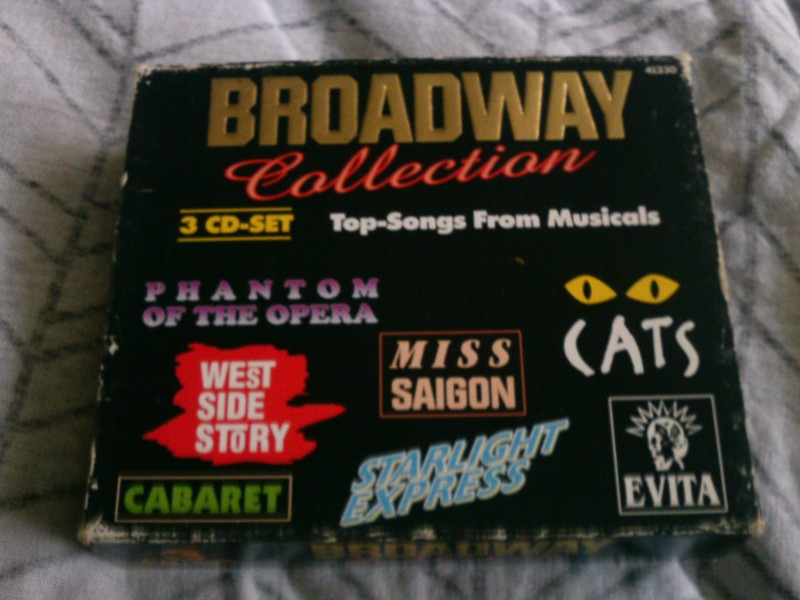 41330
BROADWAY
Collection
3 CD-SET
Top-Songs From Musicals
PHANTOM
OF THE OPERA
CATS
MISS
SAIGON
WEST
SIDE
STORY
STARLIGHT
EXPRESS
EVITA
CABARET
BROADWAY